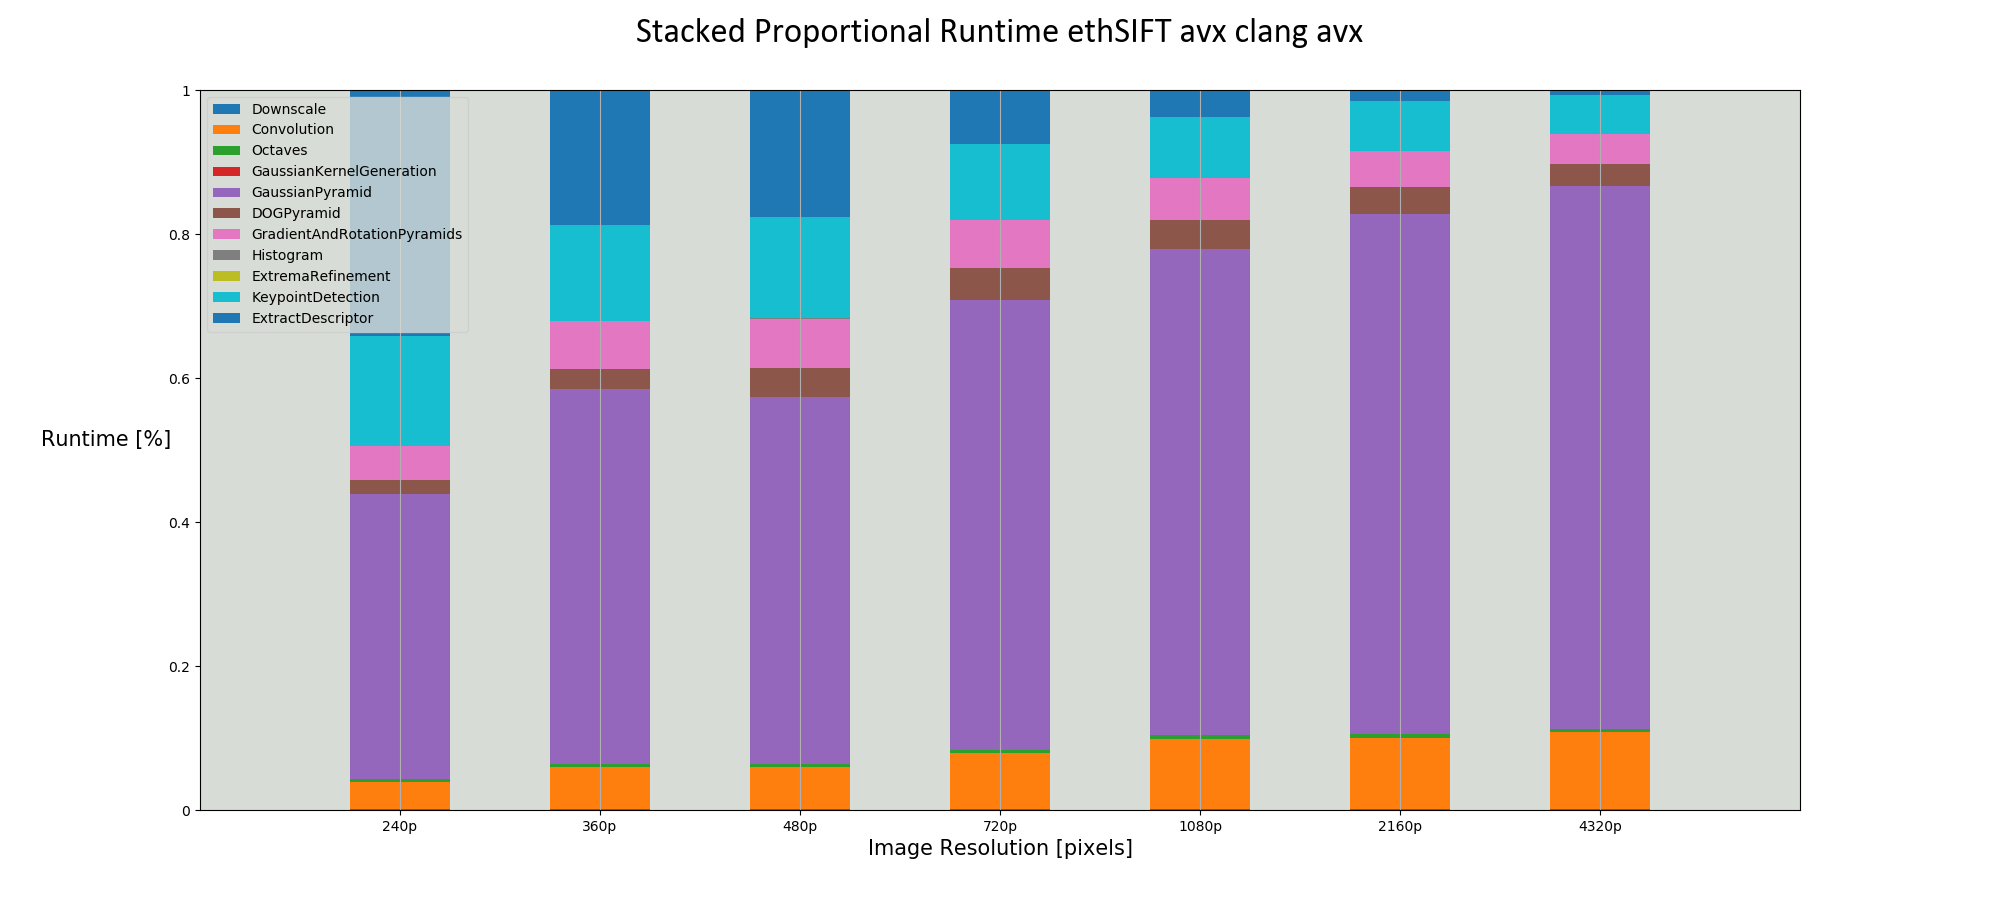 Stacked Proportional Runtime ethSIFT avx clang avx
1
0.8
0.6
0.4
0.2
0
Runtime [%]
Downscale
Convolution
Octaves
GaussianKernelGeneration
GaussianPyramid
DOGPyramid
GradientAndRotationPyramids
Histogram
ExtremaRefinement
KeypointDetection
ExtractDescriptor
240p 360p 480p 720p 1080p 2160p 4320p
Image Resolution [pixels]